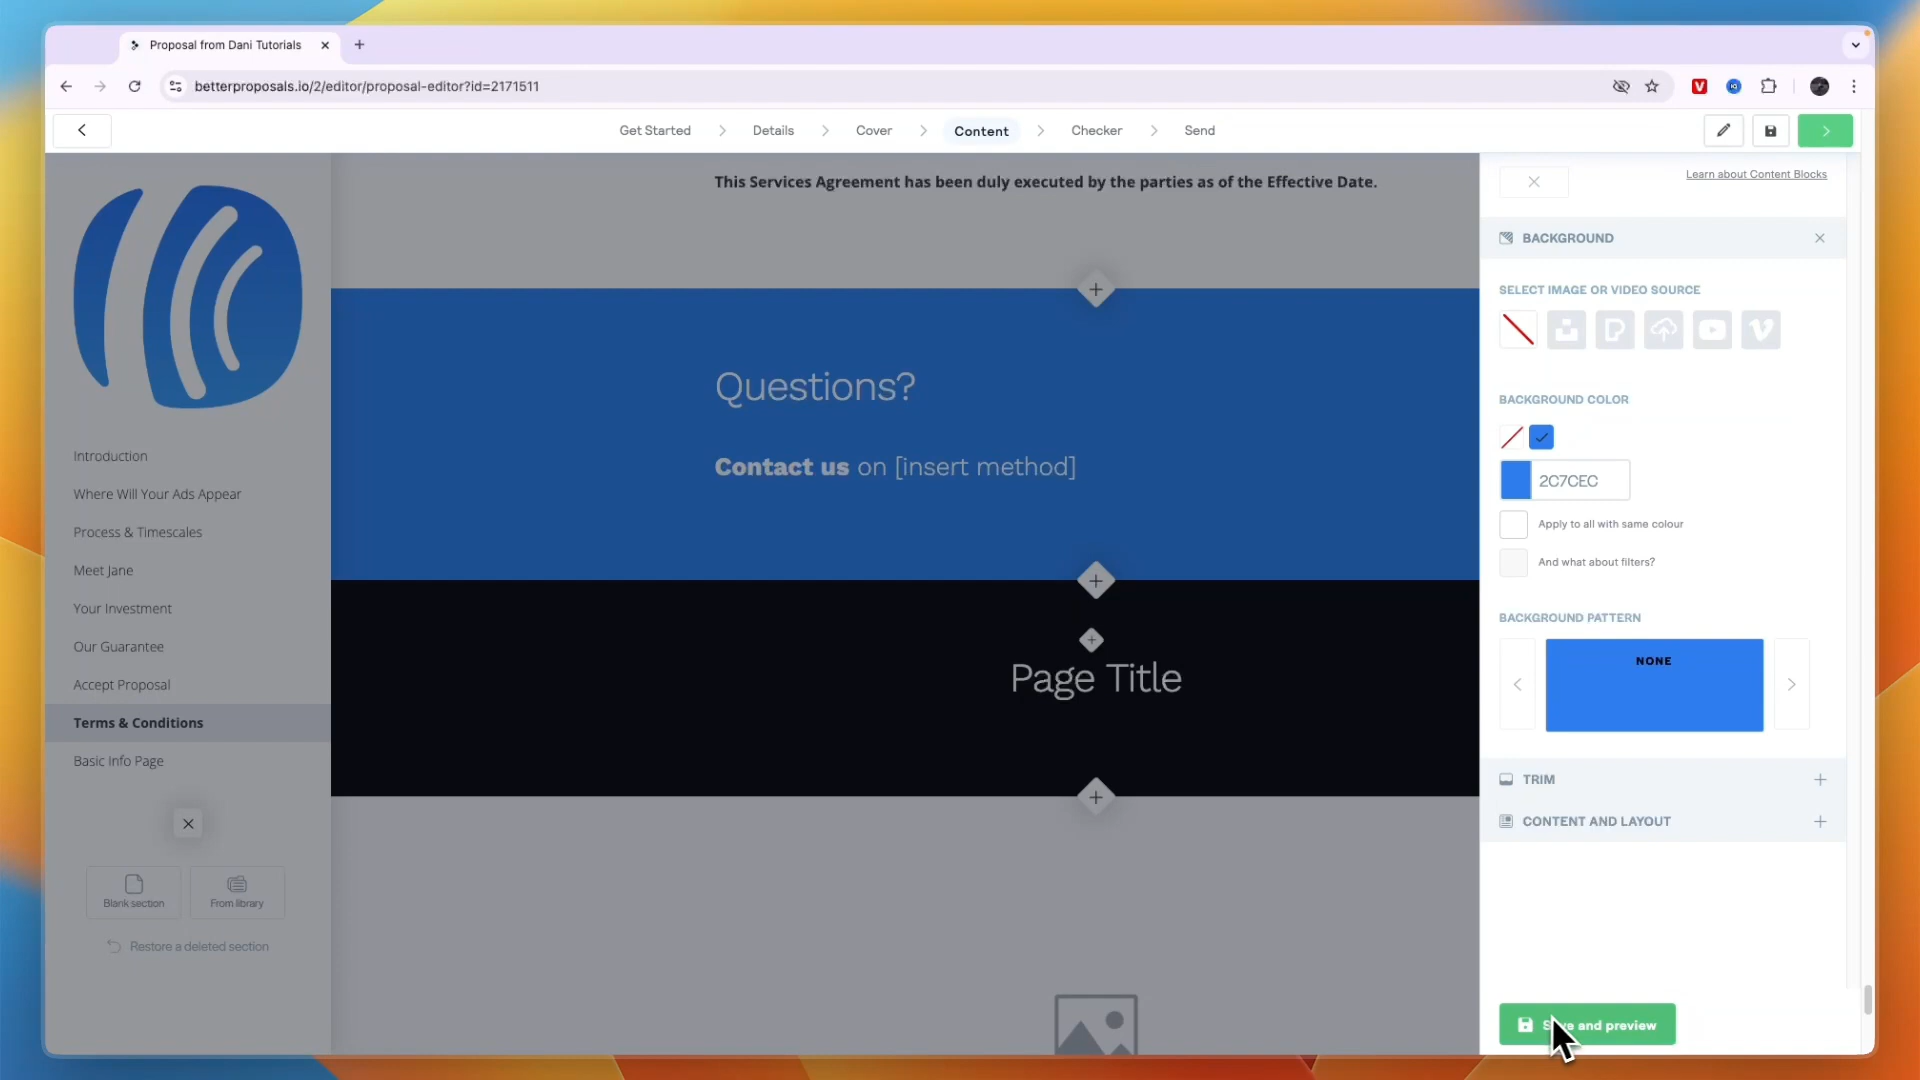 Proposal from Dani Tutorials
betterproposals.io/2/editor/proposal-editor?id=2171511
Get Started
Details
Cover
Content
Checker
Send
Introduction
Where Will Your Ads Appear
Process & Timescales
Meet Jane
Your Investment
Our Guarantee
Accept Proposal
Terms & Conditions
Basic Info Page
Blank section
From library
Restore a deleted section
This Services Agreement has been duly executed by the parties as of the Effective Date.
Questions?
Contact us on [insert method]
Page Title
Learn about Content Blocks
BACKGROUND
SELECT IMAGE OR VIDEO SOURCE
BACKGROUND COLOR
2C7CEC
Apply to all with same colour
And what about filters?
BACKGROUND PATTERN
NONE
TRIM
CONTENT AND LAYOUT
Save and preview